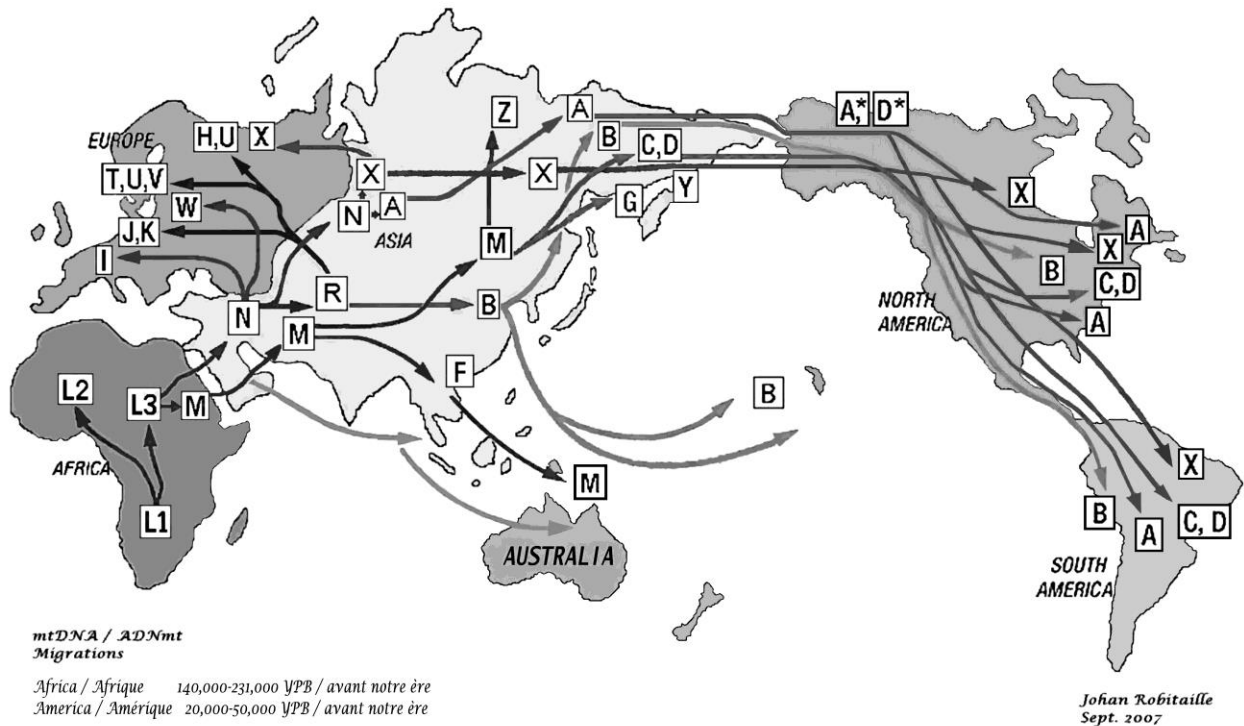 A,* D*
Z
A
B
C,D
EUROPE
H,U
X
T,U,V
W
J,K
I
X
N
A
ASIA
X
G
Y
M
R
N
M
B
F
L2
L3
M
AFRICA
L1
B
M
AUSTRALIA
X
A
X
B
C,D
A
NORTH
AMERICA
X
B
A
C, D
SOUTH
AMERICA
mtDNA / ADNmt
Migrations
Africa / Afrique 140,000-231,000 YPB / avant notre ère
America / Amérique 20,000-50,000 YPB / avant notre ère
Johan Robitaille
Sept. 2007